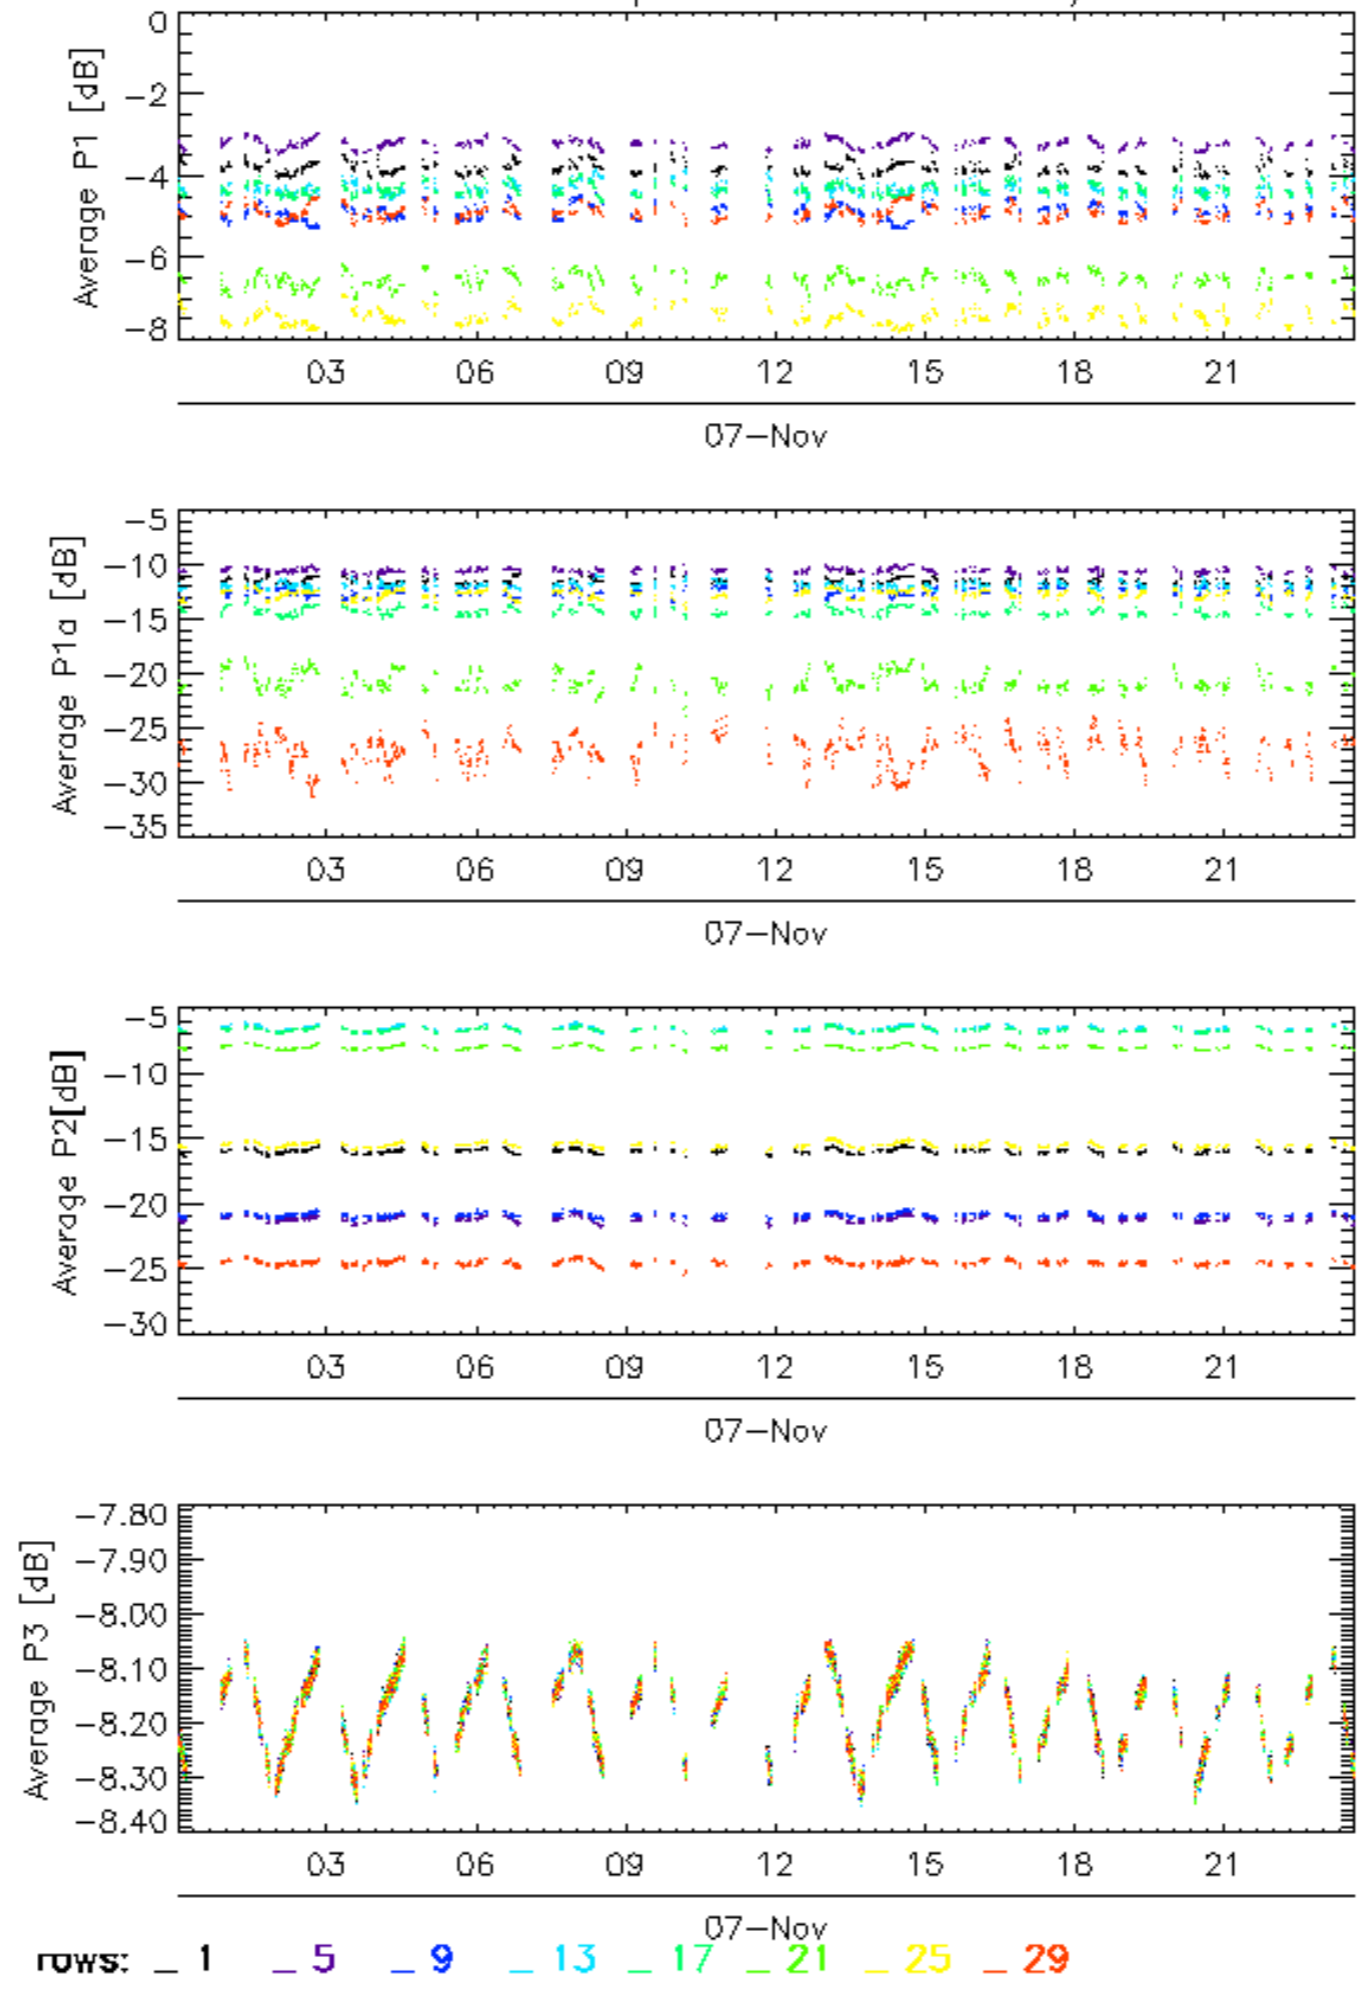 Average P1 [dB]
0
-2
-4
-6
-8
03 06 09 12 15 18 21
07-Nov
Average P1a [dB]
-5
-10
-15
-20
-25
-30
-35
03 06 09 12 15 18 21
07-Nov
Average P2[dB]
-5
-10
-15
-20
-25
-30
03 06 09 12 15 18 21
07-Nov
Average P3 [dB]
-7.80
-7.90
-8.00
-8.10
-8.20
-8.30
-8.40
03 06 09 12 15 18 21
07-Nov
rows: _ 1 _ 5 _ 9 _ 13 _ 17 _ 21 _ 25 _ 29